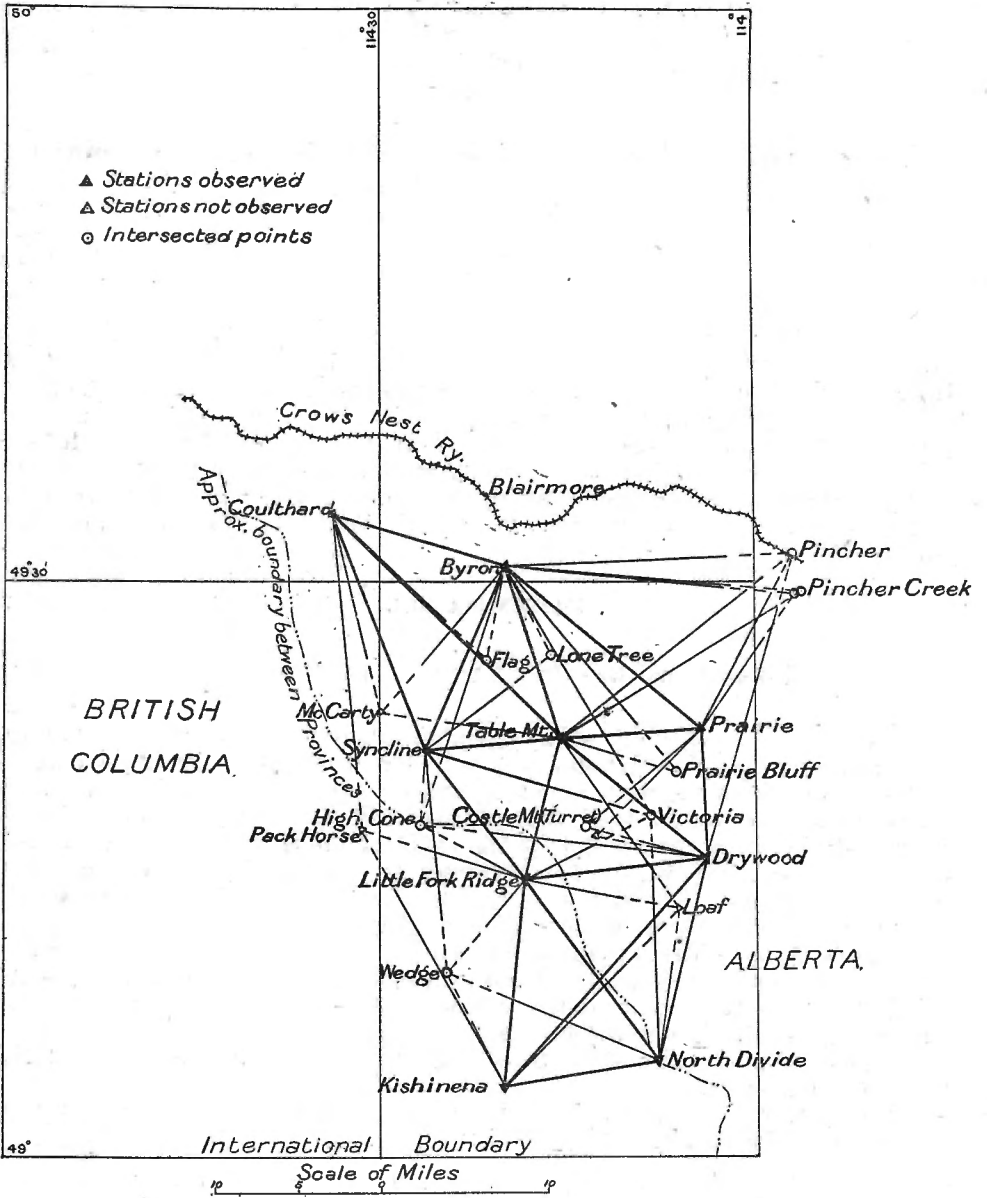 50°
114°30
114°
Stations observed
Stations not observed
Intersected points
Crows Nest Ry.
Blairmore
Approx. boundary between Provinces
Coulthard
Pincher
Byron
49°30'
Pincher Creek
Flag
Lone Tree
BRITISH
COLUMBIA.
McCarty
Table Mt.
Prairie
Syncline
Prairie Bluff
High Cone
Castle Mt (Turret)
Victoria
Pack Horse
Drywood
Little Fork Ridge
Loaf
ALBERTA.
Wedge
North Divide
Kishinena
49°
International Boundary
Scale of Miles
10 5 0 10